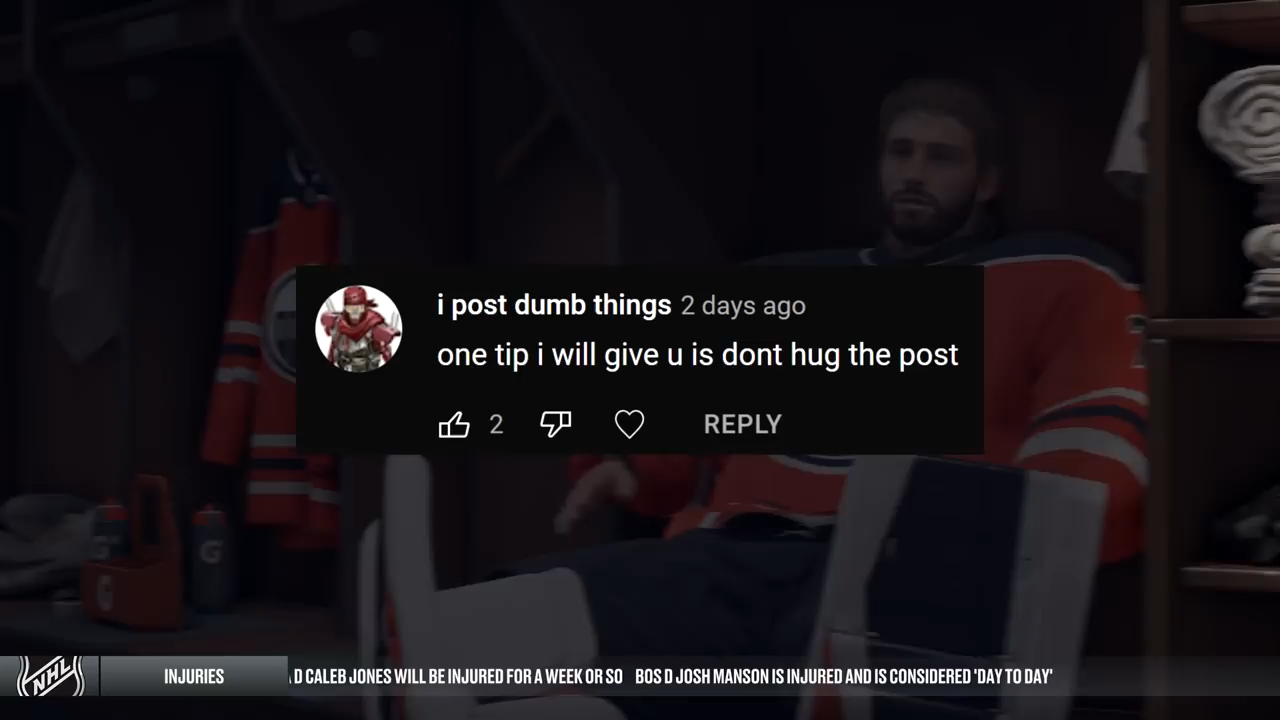 i post dumb things 2 days ago
one tip i will give u is dont hug the post
2 REPLY
G G
NHL INJURIES D CALEB JONES WILL BE INJURED FOR A WEEK OR SO BOS D JOSH MANSON IS INJURED AND IS CONSIDERED 'DAY TO DAY'